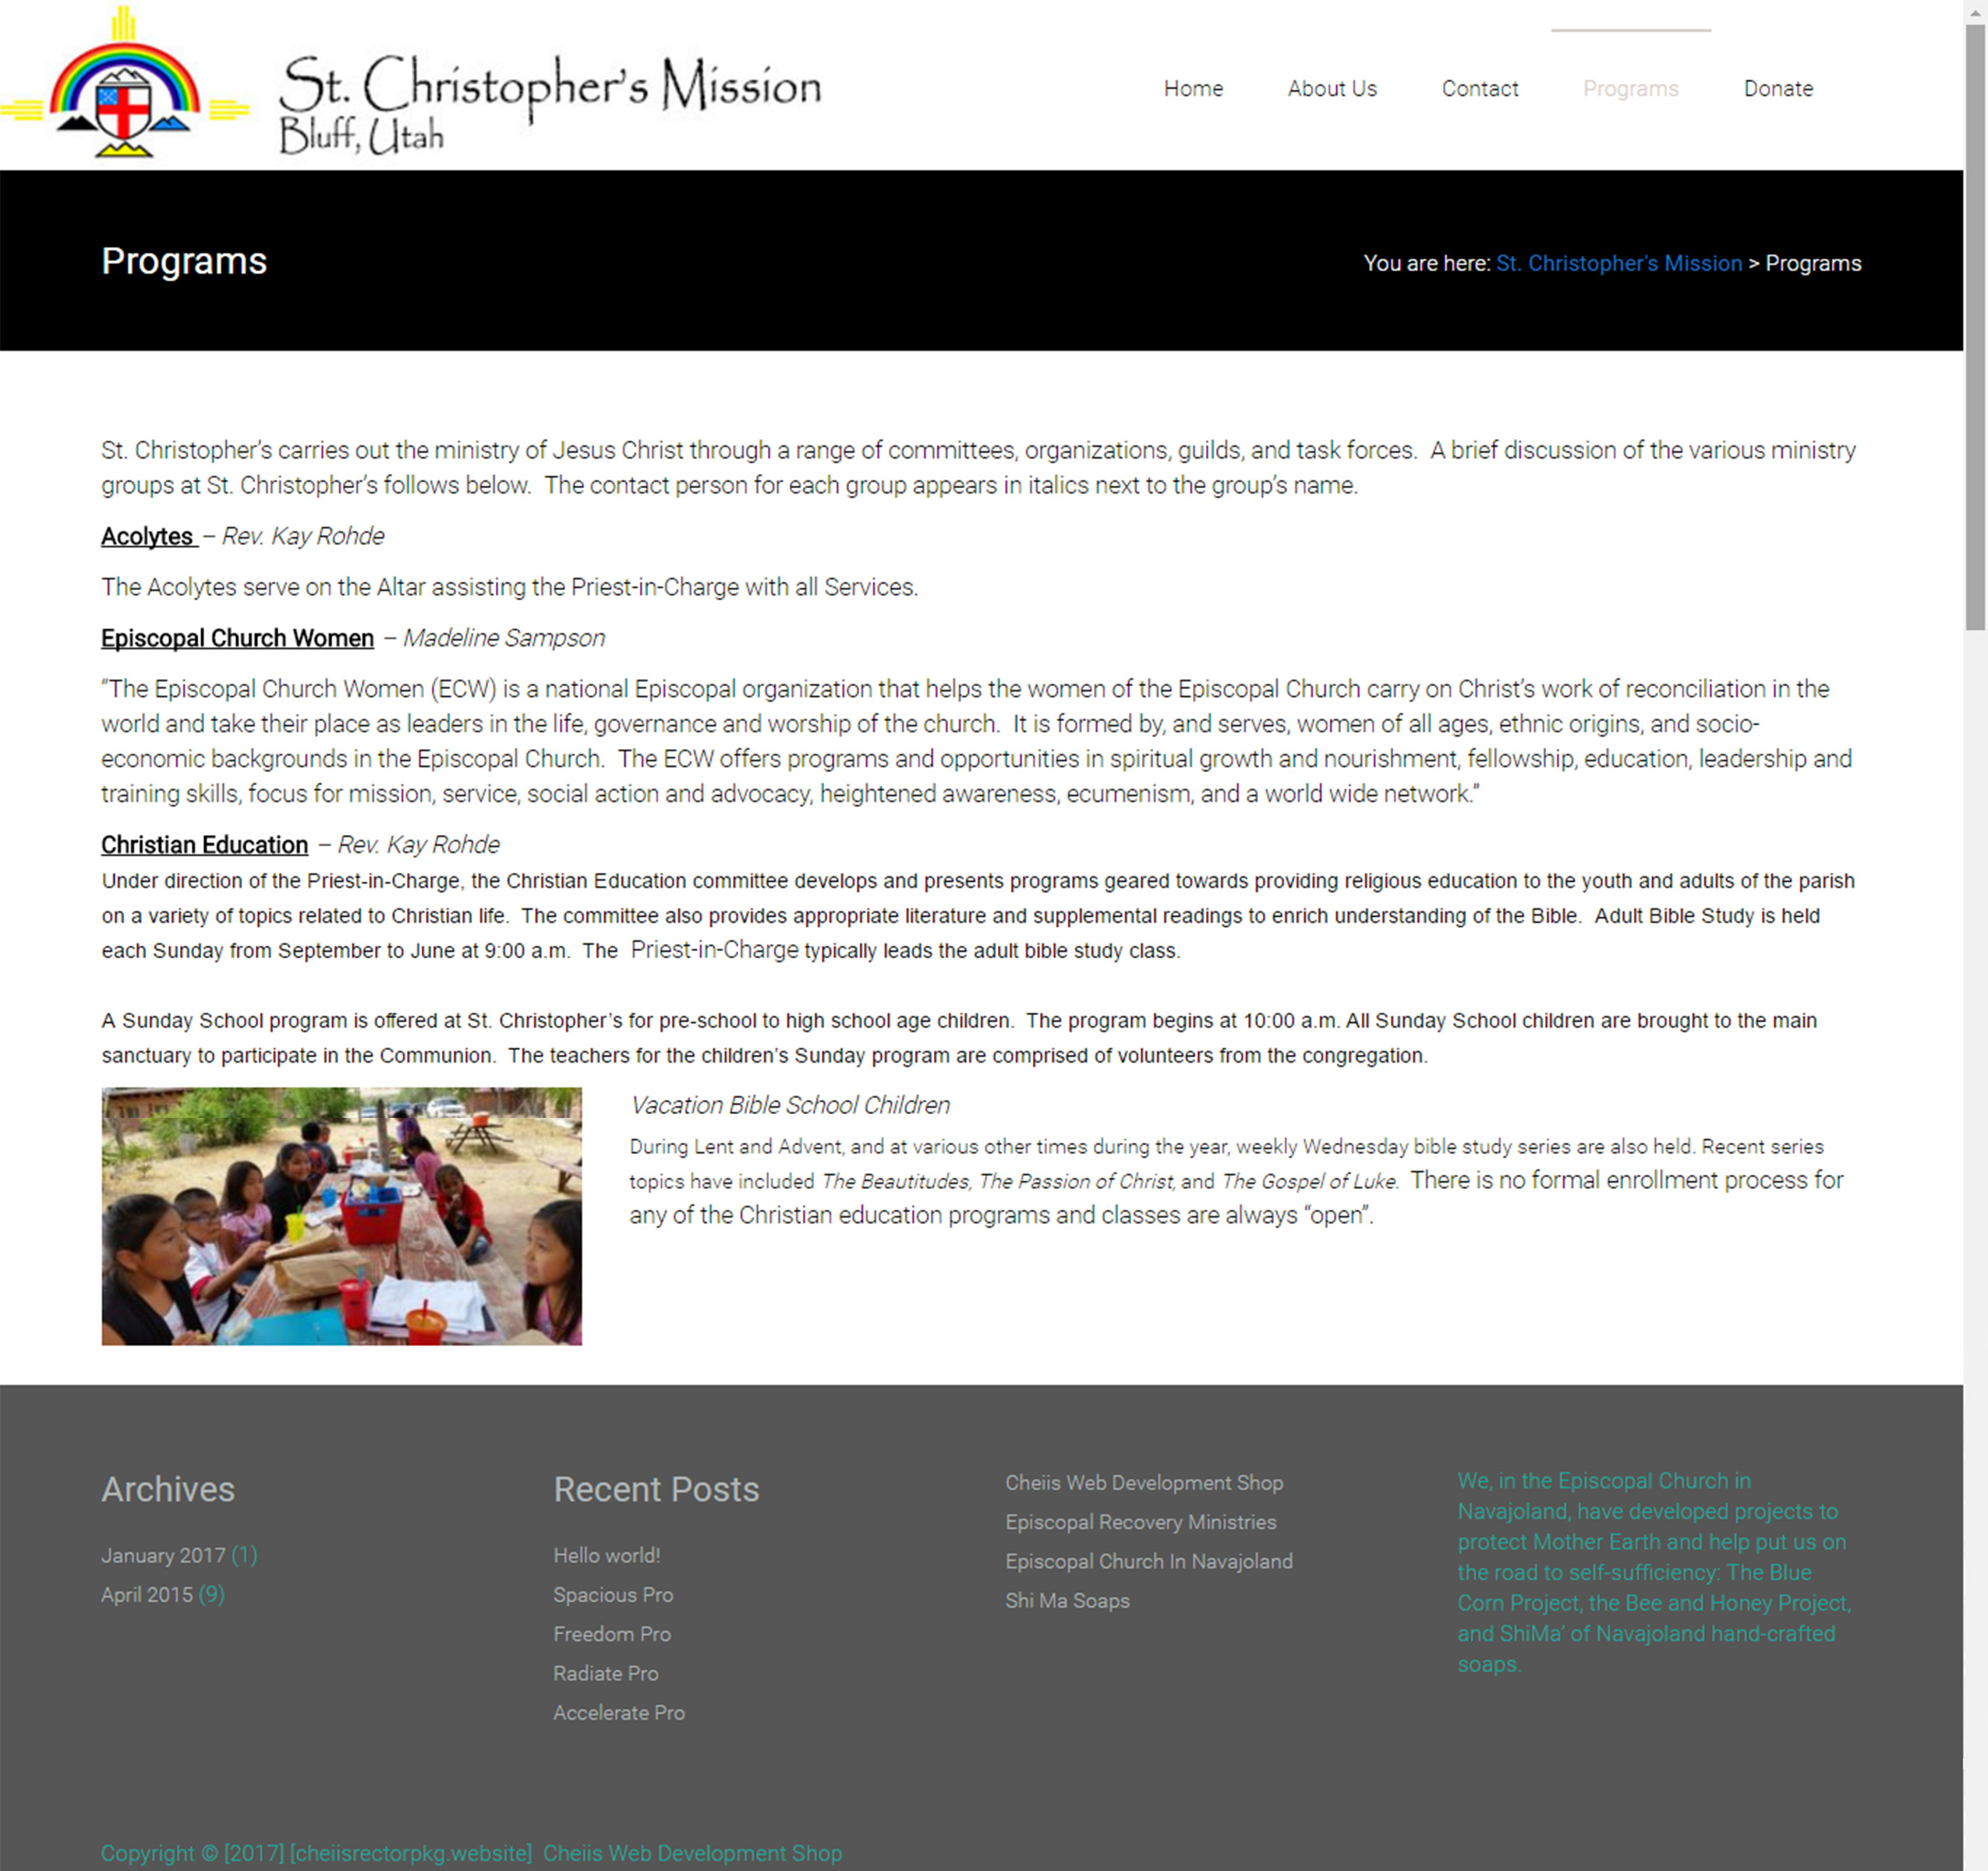 St. Christopher's Mission
Bluff, Utah
Home
About Us
Contact
Programs
Donate
Programs
You are here: St. Christopher's Mission > Programs
St. Christopher’s carries out the ministry of Jesus Christ through a range of committees, organizations, guilds, and task forces.  A brief discussion of the various ministry
groups at St. Christopher’s follows below.  The contact person for each group appears in italics next to the group’s name.
Acolytes – Rev. Kay Rohde
The Acolytes serve on the Altar assisting the Priest-in-Charge with all Services.
Episcopal Church Women – Madeline Sampson
“The Episcopal Church Women (ECW) is a national Episcopal organization that helps the women of the Episcopal Church carry on Christ’s work of reconciliation in the
world and take their place as leaders in the life, governance and worship of the church.  It is formed by, and serves, women of all ages, ethnic origins, and socio-
economic backgrounds in the Episcopal Church.  The ECW offers programs and opportunities in spiritual growth and nourishment, fellowship, education, leadership and
training skills, focus for mission, service, social action and advocacy, heightened awareness, ecumenism, and a world wide network.”
Christian Education – Rev. Kay Rohde
Under direction of the Priest-in-Charge, the Christian Education committee develops and presents programs geared towards providing religious education to the youth and adults of the parish
on a variety of topics related to Christian life.  The committee also provides appropriate literature and supplemental readings to enrich understanding of the Bible.  Adult Bible Study is held
each Sunday from September to June at 9:00 a.m.  The  Priest-in-Charge typically leads the adult bible study class.
A Sunday School program is offered at St. Christopher’s for pre-school to high school age children.  The program begins at 10:00 a.m. All Sunday School children are brought to the main
sanctuary to participate in the Communion.  The teachers for the children’s Sunday program are comprised of volunteers from the congregation.
Vacation Bible School Children
During Lent and Advent, and at various other times during the year, weekly Wednesday bible study series are also held. Recent series
topics have included The Beautitudes, The Passion of Christ, and The Gospel of Luke.  There is no formal enrollment process for
any of the Christian education programs and classes are always “open”.
Archives
January 2017 (1)
April 2015 (9)
Recent Posts
Hello world!
Spacious Pro
Freedom Pro
Radiate Pro
Accelerate Pro
Cheiis Web Development Shop
Episcopal Recovery Ministries
Episcopal Church In Navajoland
Shi Ma Soaps
We, in the Episcopal Church in
Navajoland, have developed projects to
protect Mother Earth and help put us on
the road to self-sufficiency: The Blue
Corn Project, the Bee and Honey Project,
and ShiMa’ of Navajoland hand-crafted
soaps.
Copyright © [2017] [cheiisrectorpkg.website]  Cheiis Web Development Shop